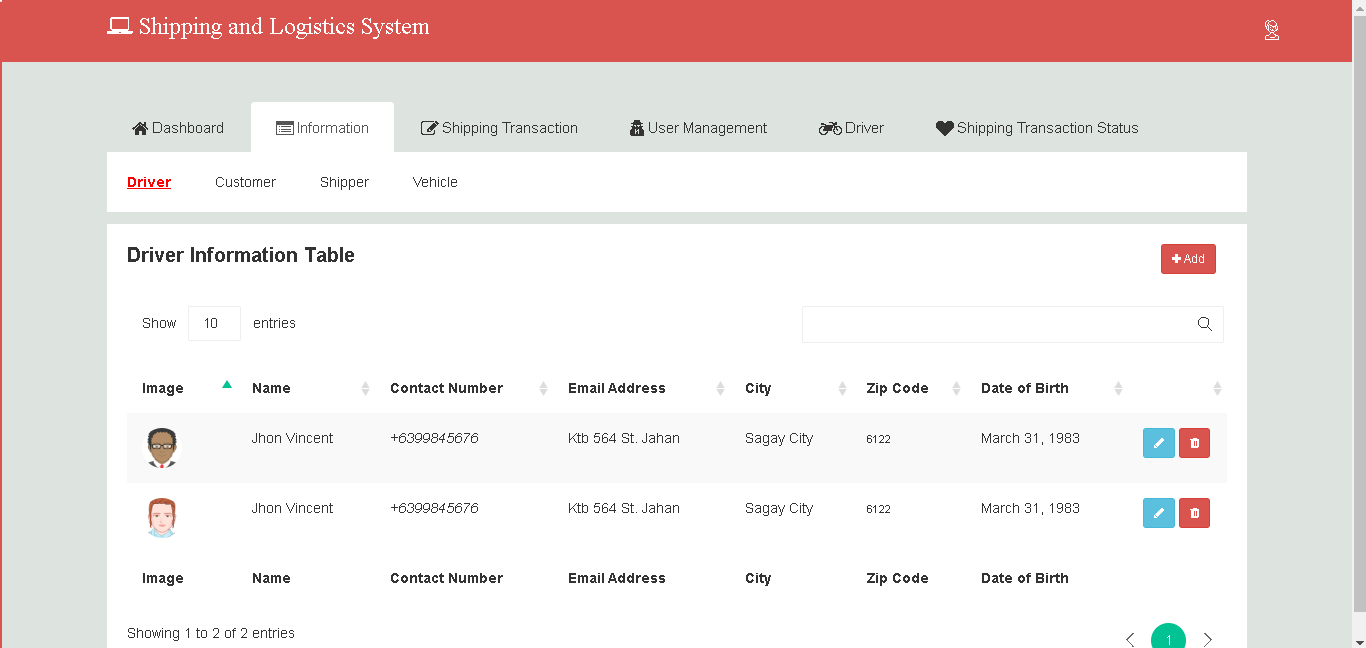 Shipping and Logistics System
Dashboard Information Shipping Transaction User Management Driver Shipping Transaction Status
Driver Customer Shipper Vehicle
Driver Information Table
Add
Show 10 entries
Image Name Contact Number Email Address City Zip Code Date of Birth
Jhon Vincent +6399845676 Ktb 564 St. Jahan Sagay City 6122 March 31, 1983
Jhon Vincent +6399845676 Ktb 564 St. Jahan Sagay City 6122 March 31, 1983
Image Name Contact Number Email Address City Zip Code Date of Birth
Showing 1 to 2 of 2 entries
1